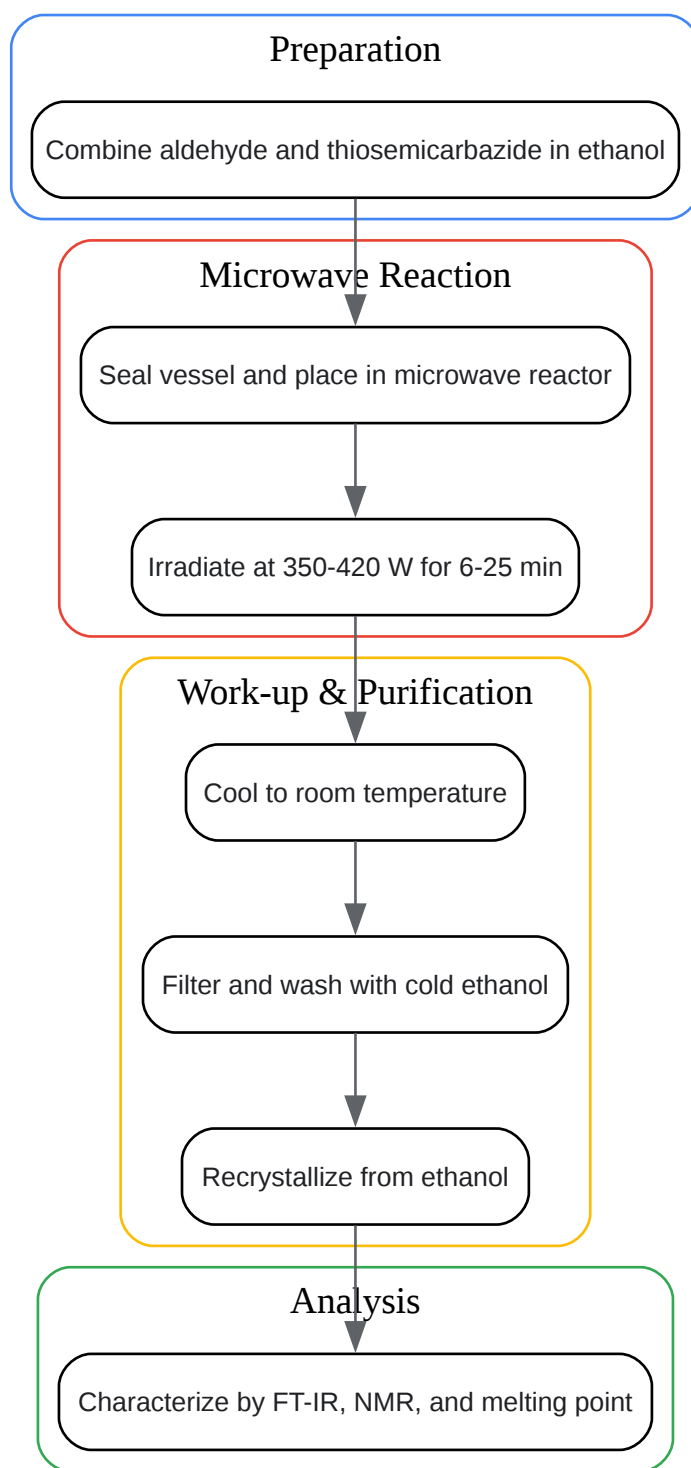 Preparation
Combine aldehyde and thiosemicarbazide in ethanol
Microwave Reaction
Seal vessel and place in microwave reactor
Irradiate at 350-420 W for 6-25 min
Work-up & Purification
Cool to room temperature
Filter and wash with cold ethanol
Recrystallize from ethanol
Analysis
Characterize by FT-IR, NMR, and melting point